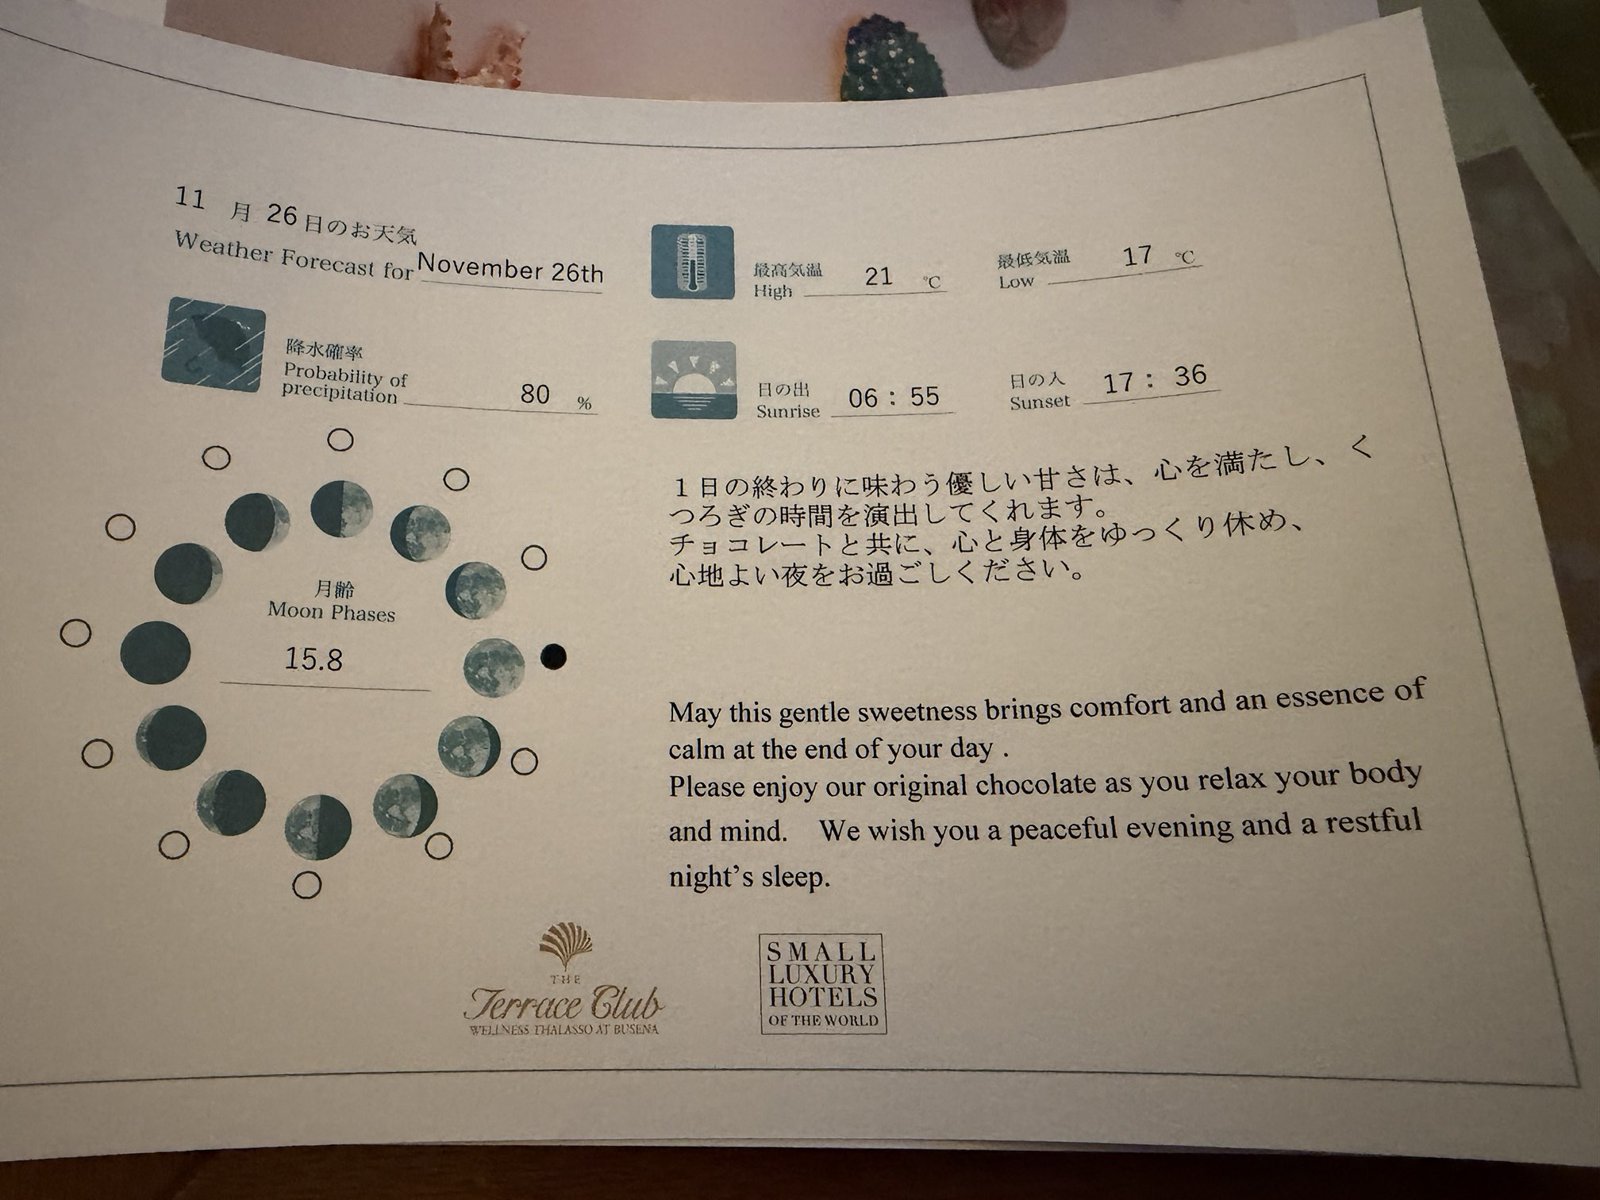 11 月 26 日のお天気
Weather Forecast for November 26th
最高気温
High 21 ℃
最低気温
Low 17 ℃
降水確率
Probability of
precipitation 80 %
日の出
Sunrise 06 : 55
日の入
Sunset 17 : 36
月齢
Moon Phases
15.8
１日の終わりに味わう優しい甘さは、心を満たし、く
つろぎの時間を演出してくれます。
チョコレートと共に、心と身体をゆっくり休め、
心地よい夜をお過ごしください。
May this gentle sweetness brings comfort and an essence of
calm at the end of your day .
Please enjoy our original chocolate as you relax your body
and mind.　We wish you a peaceful evening and a restful
night’s sleep.
THE
Terrace Club
WELLNESS THALASSO AT BUSENA
SMALL
LUXURY
HOTELS
OF THE WORLD